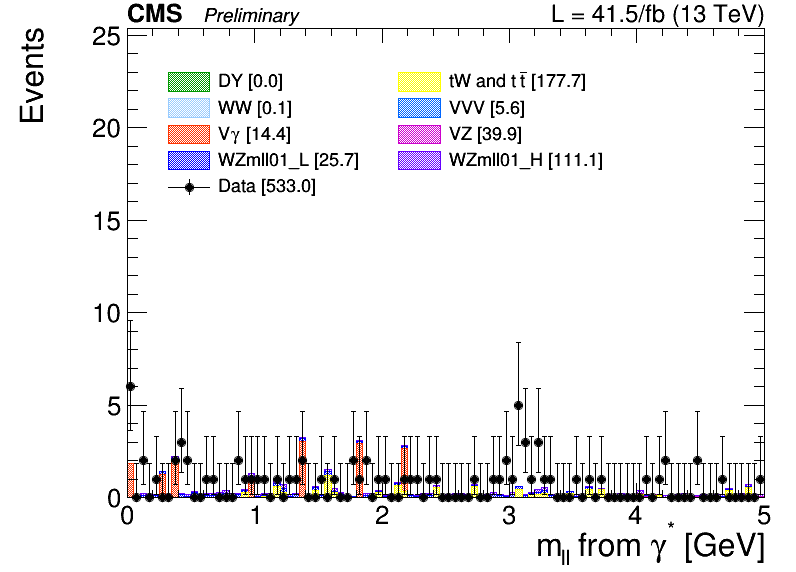 CMS Preliminary L = 41.5/fb (13 TeV)
Events
25
20
15
10
5
0
DY [0.0]
WW [0.1]
Vγ [14.4]
WZmll01_L [25.7]
Data [533.0]
tW and tt̅ [177.7]
VVV [5.6]
VZ [39.9]
WZmll01_H [111.1]
0 1 2 3 4 5
m_ll from γ* [GeV]